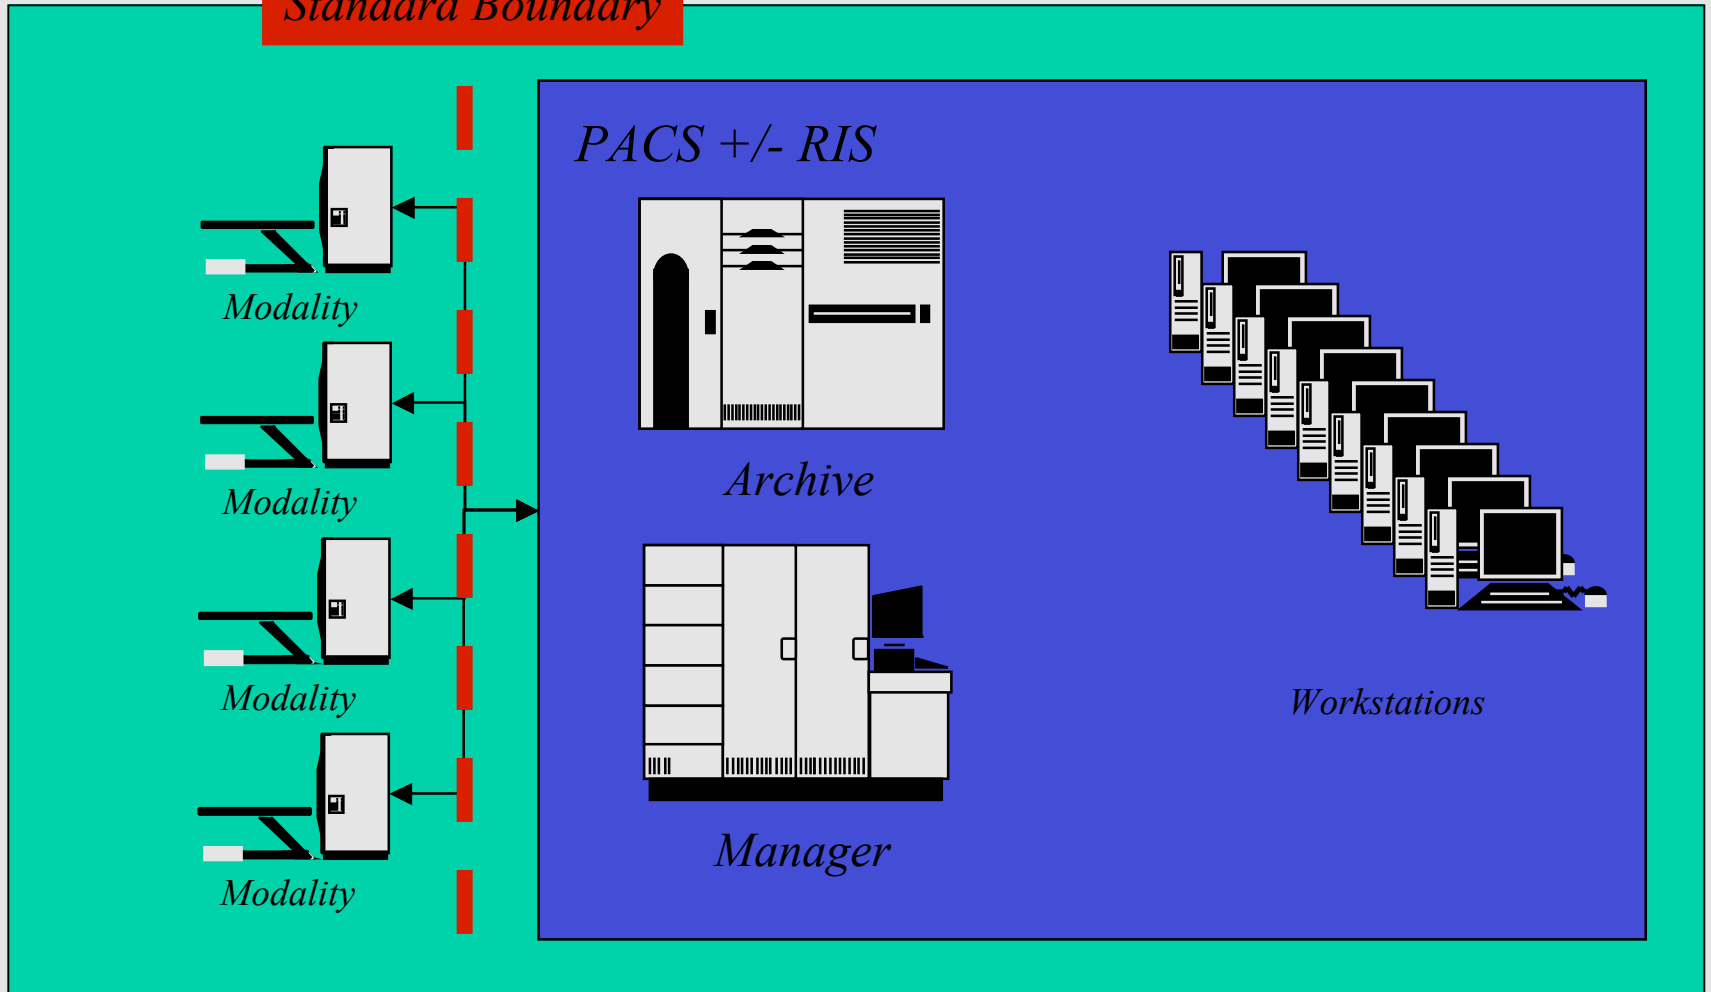 Standard Boundary
PACS +/- RIS
Modality
Archive
Modality
Workstations
Modality
Manager
Modality